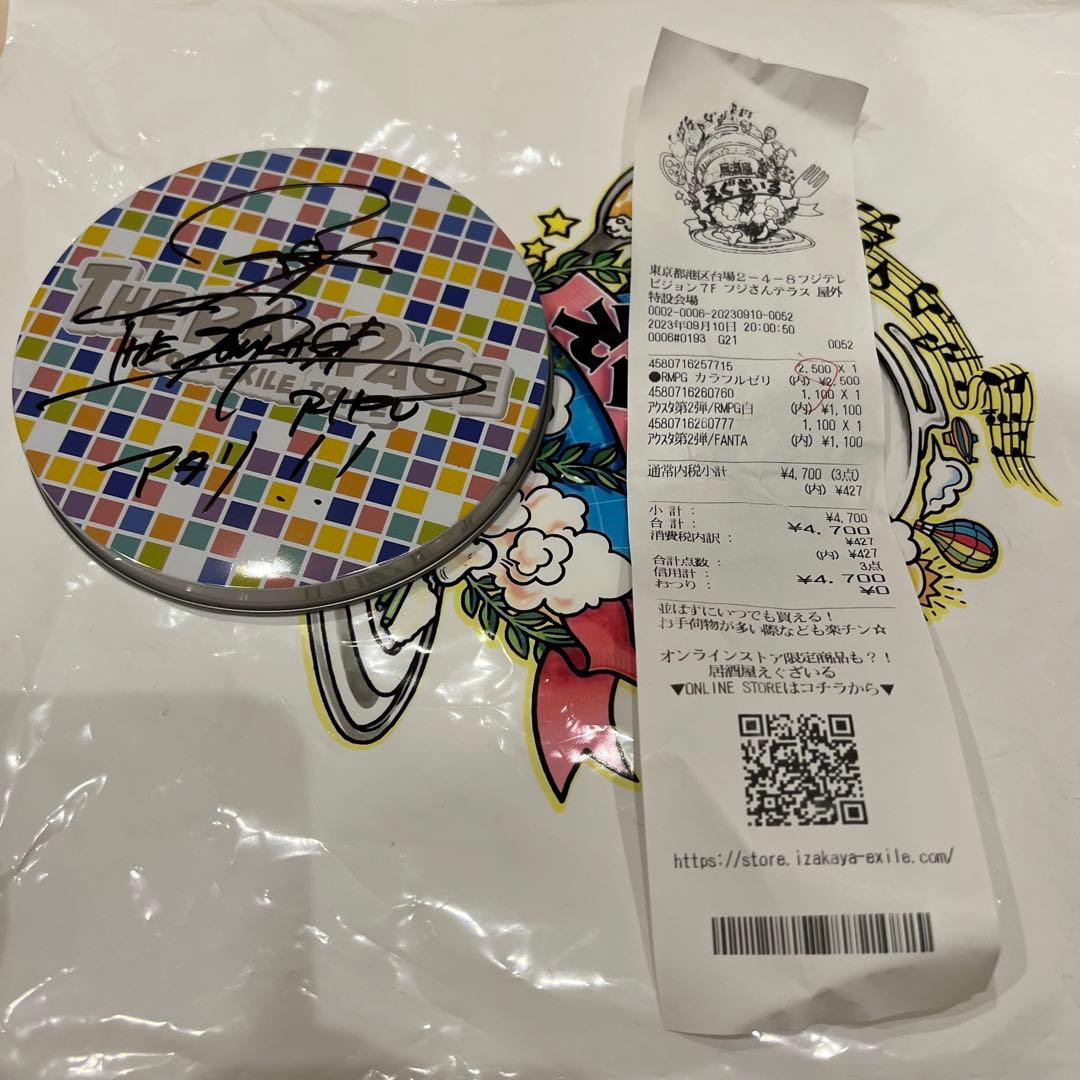 THE RAMPAGE
FROM EXILE TRIBE
THE RAMPAGE
RIKU
アタリ!!
居酒屋
えぐざいる
東京都港区台場2-4-8フジテレ
ビジョン7F フジさんテラス 屋外
特設会場
0002-0006-20230910-0052
2023年09月10日 20:00:50
0006#0193 G21
0052
4580716257715 2,500 X 1
●RMPG カラフルゼリ (内) ¥2,500
4580716260760 1,100 X 1
アクスタ第2弾/RMPG白 (内) ¥1,100
4580716260777 1,100 X 1
アクスタ第2弾/FANTA (内) ¥1,100
通常内税小計 ¥4,700 (3点)
(内) ¥427
小計: ¥4,700
合計: ¥4,700
消費税内訳: ¥427
(内) ¥427
合計点数: 3点
信用計: ¥4,700
おつり: ¥0
並ばずにいつでも買える!
お手荷物が多い際なども楽チン☆
オンラインストア限定商品も?!
居酒屋えぐざいる
▼ONLINE STOREはコチラから▼
https://store.izakaya-exile.com/